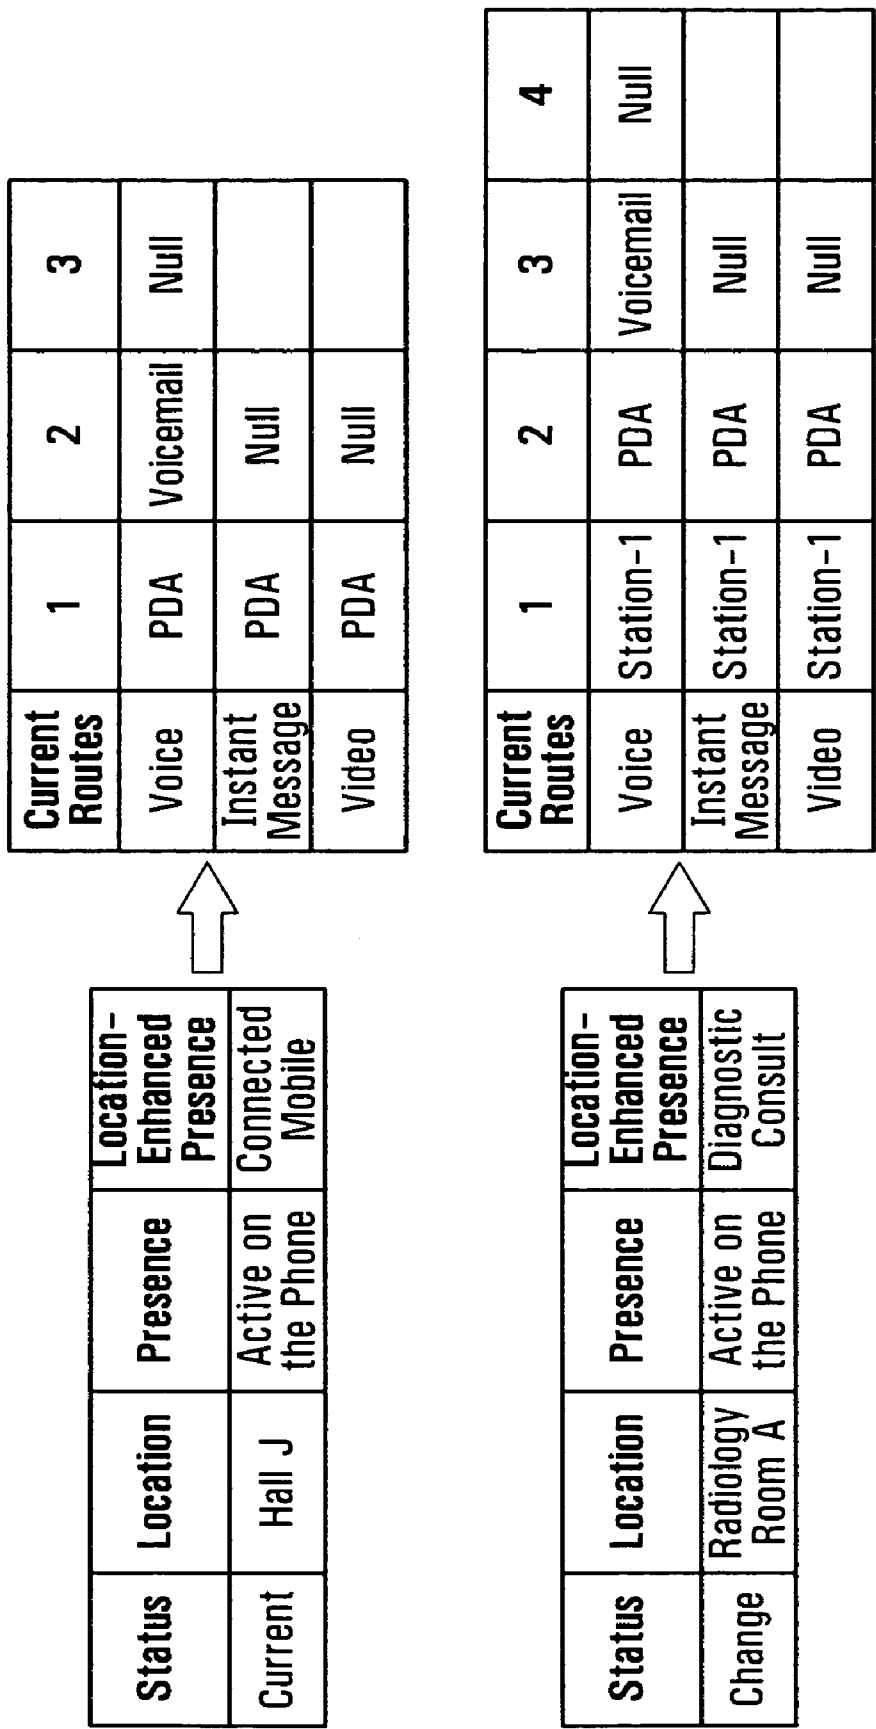 Status Location Presence Location-
Enhanced
Presence
Current Hall J Active on
the Phone Connected
Mobile
Current
Routes 1 2 3
Voice PDA Voicemail Null
Instant
Message PDA Null
Video PDA Null
Status Location Presence Location-
Enhanced
Presence
Change Radiology
Room A Active on
the Phone Diagnostic
Consult
Current
Routes 1 2 3 4
Voice Station-1 PDA Voicemail Null
Instant
Message Station-1 PDA Null
Video Station-1 PDA Null